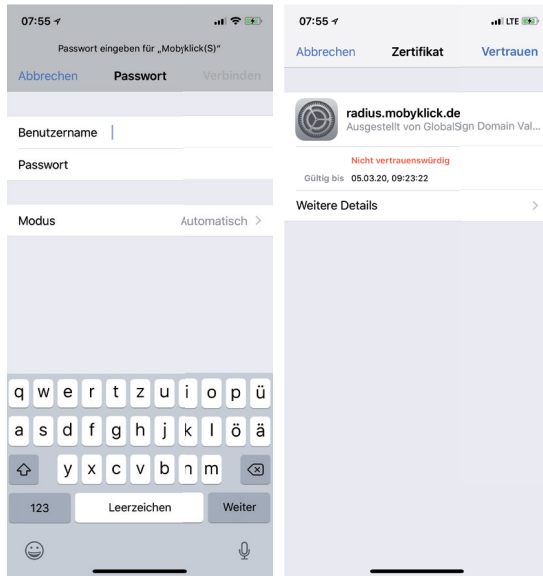 07:55
Passwort eingeben für „Mobyklick(S)“
Abbrechen Passwort Verbinden
Benutzername
Passwort
Modus Automatisch
q w e r t z u i o p ü
a s d f g h j k l ö ä
y x c v b n m
123 Leerzeichen Weiter
07:55 LTE
Abbrechen Zertifikat Vertrauen
radius.mobyklick.de
Ausgestellt von GlobalSign Domain Val...
Nicht vertrauenswürdig
Gültig bis 05.03.20, 09:23:22
Weitere Details